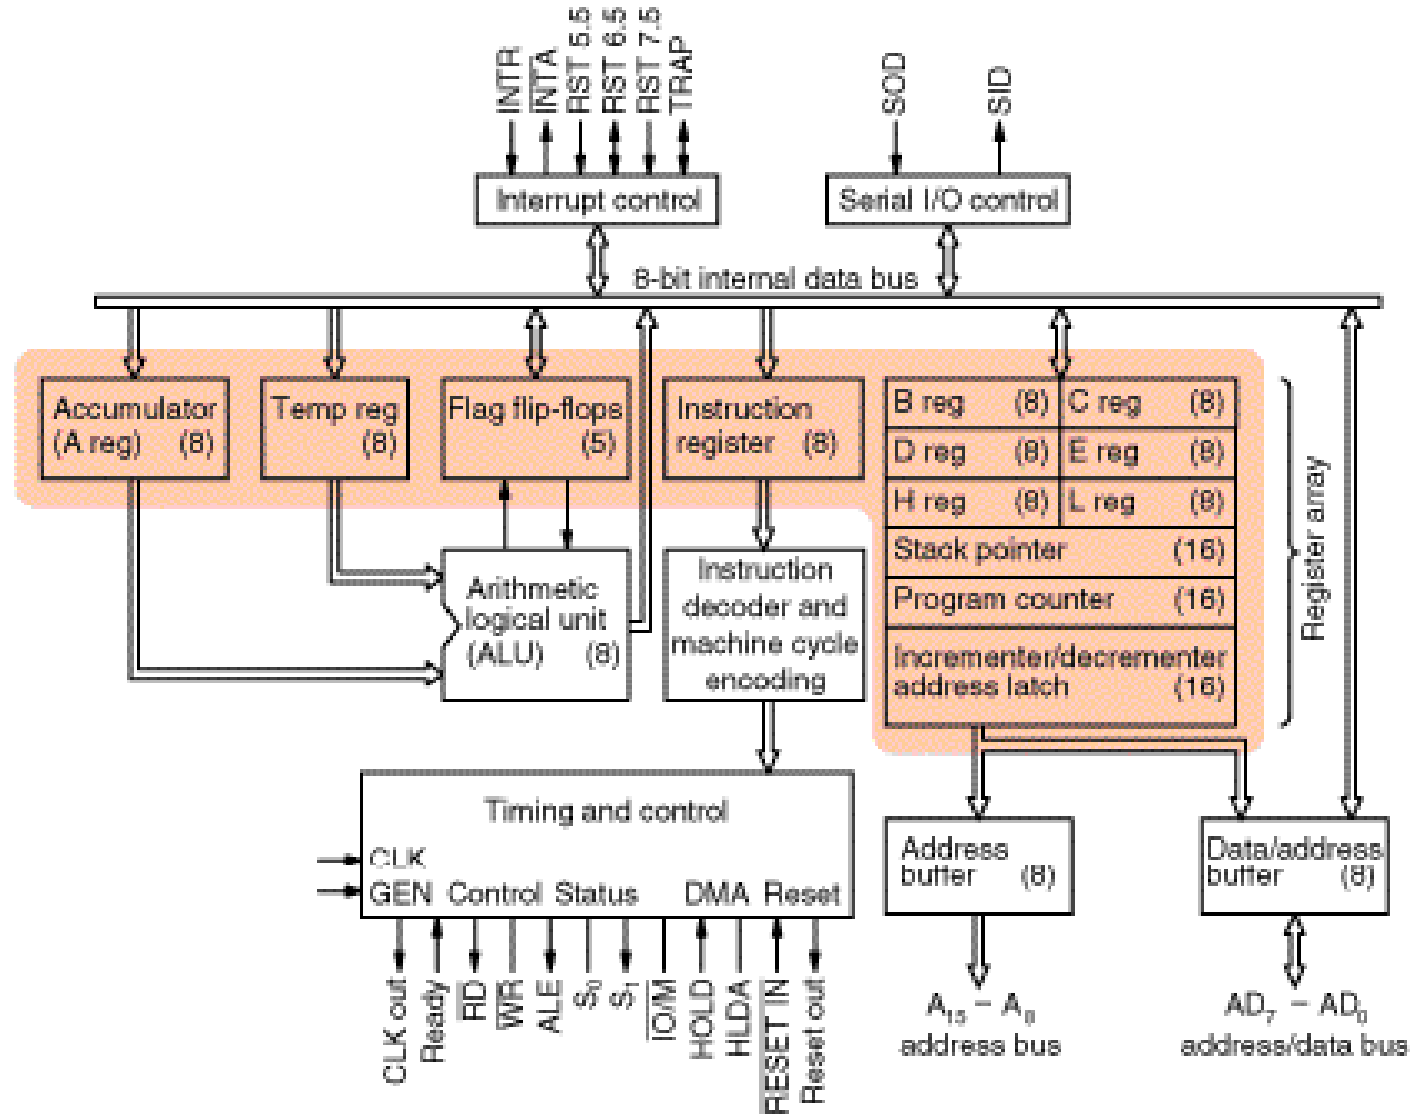 INTR
INTA
RST 5.5
RST 6.5
RST 7.5
TRAP
SOD
SID
Interrupt control
Serial I/O control
8-bit internal data bus
Accumulator
(A reg) (8)
Temp reg
(8)
Flag flip-flops
(5)
Instruction
register (8)
B reg (8) C reg (8)
D reg (8) E reg (8)
H reg (8) L reg (8)
Stack pointer (16)
Program counter (16)
Incrementer/decrementer
address latch (16)
Register array
Arithmetic
logical unit
(ALU) (8)
Instruction
decoder and
machine cycle
encoding
Timing and control
CLK
GEN Control Status DMA Reset
CLK out
Ready
RD
WR
ALE
S0
S1
IO/M
HOLD
HLDA
RESET IN
Reset out
Address
buffer (8)
Data/address
buffer (8)
A15 – A8
address bus
AD7 – AD0
address/data bus